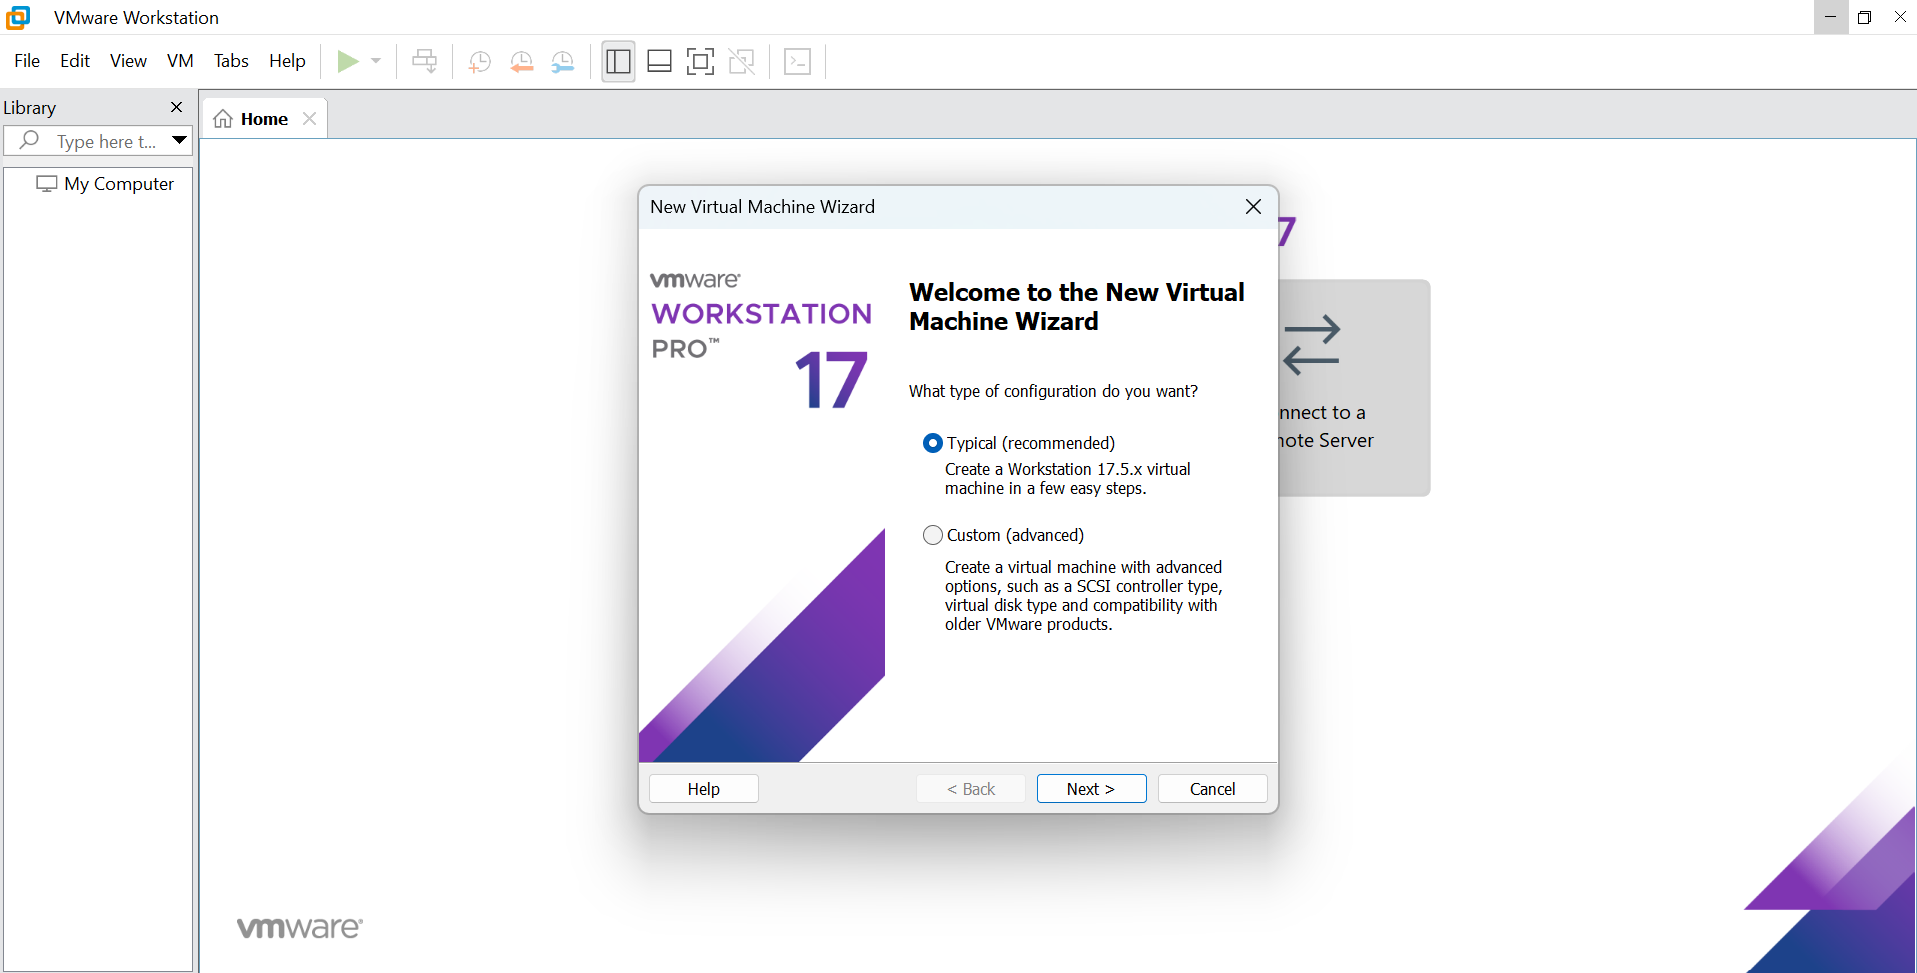 VMware Workstation
File Edit View VM Tabs Help
Library
Home
Type here t...
My Computer
New Virtual Machine Wizard
7
vmware®
WORKSTATION
PRO™
17
Welcome to the New Virtual
Machine Wizard
What type of configuration do you want?
Typical (recommended)
Create a Workstation 17.5.x virtual
machine in a few easy steps.
Custom (advanced)
Create a virtual machine with advanced
options, such as a SCSI controller type,
virtual disk type and compatibility with
older VMware products.
nnect to a
note Server
Help < Back Next > Cancel
vmware®